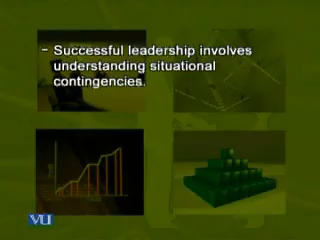 - Successful leadership involves
understanding situational
contingencies.
VU